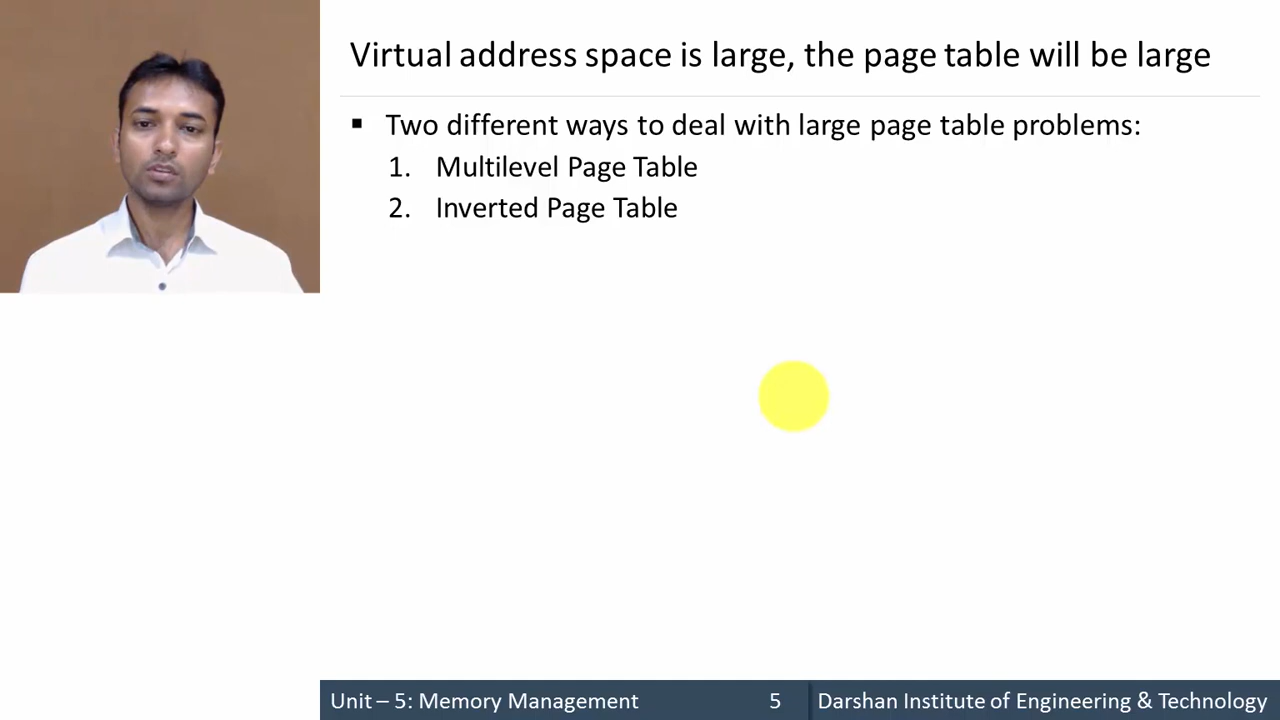 Virtual address space is large, the page table will be large
▪ Two different ways to deal with large page table problems:
1. Multilevel Page Table
2. Inverted Page Table
Unit – 5: Memory Management 5 Darshan Institute of Engineering & Technology